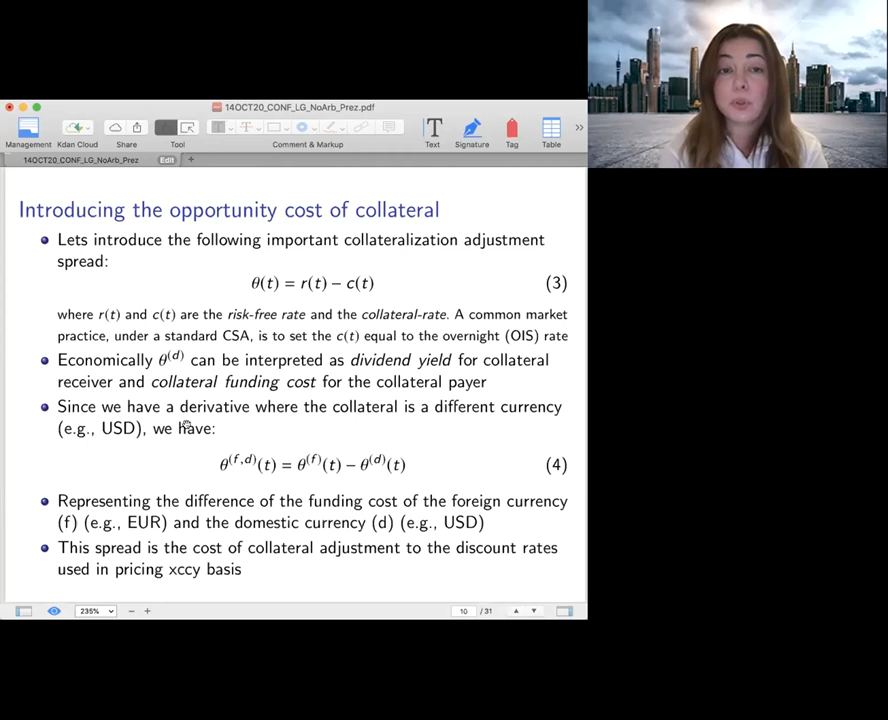 14OCT20_CONF_LG_NoArb_Prez.pdf
Management Kdan Cloud Share Tool Comment & Markup Text Signature Tag Table
14OCT20_CONF_LG_NoArb_Prez Edit
Introducing the opportunity cost of collateral
Lets introduce the following important collateralization adjustment
spread:
θ(t) = r(t) − c(t) (3)
where r(t) and c(t) are the risk-free rate and the collateral-rate. A common market
practice, under a standard CSA, is to set the c(t) equal to the overnight (OIS) rate
Economically θ^(d) can be interpreted as dividend yield for collateral
receiver and collateral funding cost for the collateral payer
Since we have a derivative where the collateral is a different currency
(e.g., USD), we have:
θ^(f,d)(t) = θ^(f)(t) − θ^(d)(t) (4)
Representing the difference of the funding cost of the foreign currency
(f) (e.g., EUR) and the domestic currency (d) (e.g., USD)
This spread is the cost of collateral adjustment to the discount rates
used in pricing xccy basis
235% 10 / 31